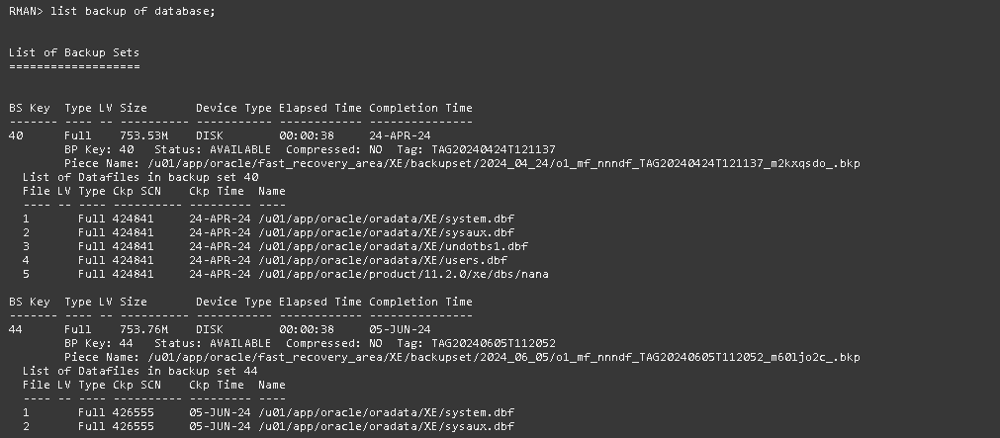 RMAN> list backup of database;
List of Backup Sets
===================
BS Key  Type LV Size       Device Type Elapsed Time Completion Time
------- ---- -- ---------- ----------- ------------ ---------------
40      Full    753.53M    DISK        00:00:38     24-APR-24
        BP Key: 40   Status: AVAILABLE  Compressed: NO  Tag: TAG20240424T121137
        Piece Name: /u01/app/oracle/fast_recovery_area/XE/backupset/2024_04_24/o1_mf_nnndf_TAG20240424T121137_m2kxqsdo_.bkp
  List of Datafiles in backup set 40
  File LV Type Ckp SCN    Ckp Time  Name
  ---- -- ---- ---------- --------- ----
  1       Full 424841     24-APR-24 /u01/app/oracle/oradata/XE/system.dbf
  2       Full 424841     24-APR-24 /u01/app/oracle/oradata/XE/sysaux.dbf
  3       Full 424841     24-APR-24 /u01/app/oracle/oradata/XE/undotbs1.dbf
  4       Full 424841     24-APR-24 /u01/app/oracle/oradata/XE/users.dbf
  5       Full 424841     24-APR-24 /u01/app/oracle/product/11.2.0/xe/dbs/nana
BS Key  Type LV Size       Device Type Elapsed Time Completion Time
------- ---- -- ---------- ----------- ------------ ---------------
44      Full    753.76M    DISK        00:00:38     05-JUN-24
        BP Key: 44   Status: AVAILABLE  Compressed: NO  Tag: TAG20240605T112052
        Piece Name: /u01/app/oracle/fast_recovery_area/XE/backupset/2024_06_05/o1_mf_nnndf_TAG20240605T112052_m60ljo2c_.bkp
  List of Datafiles in backup set 44
  File LV Type Ckp SCN    Ckp Time  Name
  ---- -- ---- ---------- --------- ----
  1       Full 426555     05-JUN-24 /u01/app/oracle/oradata/XE/system.dbf
  2       Full 426555     05-JUN-24 /u01/app/oracle/oradata/XE/sysaux.dbf